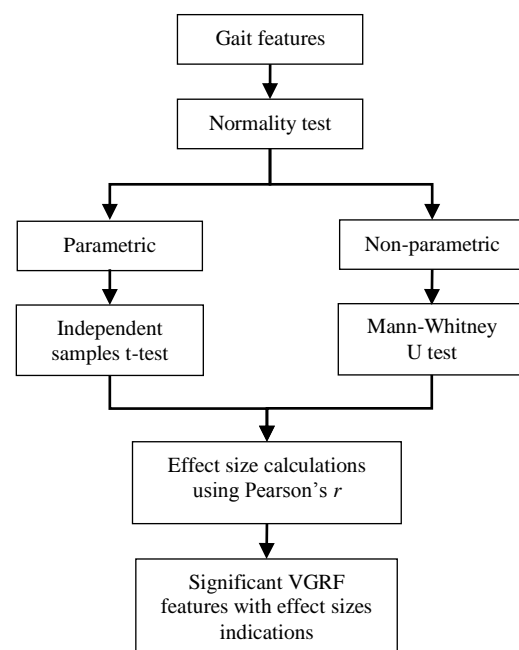 Gait features
Normality test
Parametric
Non-parametric
Independent
samples t-test
Mann-Whitney
U test
Effect size calculations
using Pearson’s r
Significant VGRF
features with effect sizes
indications